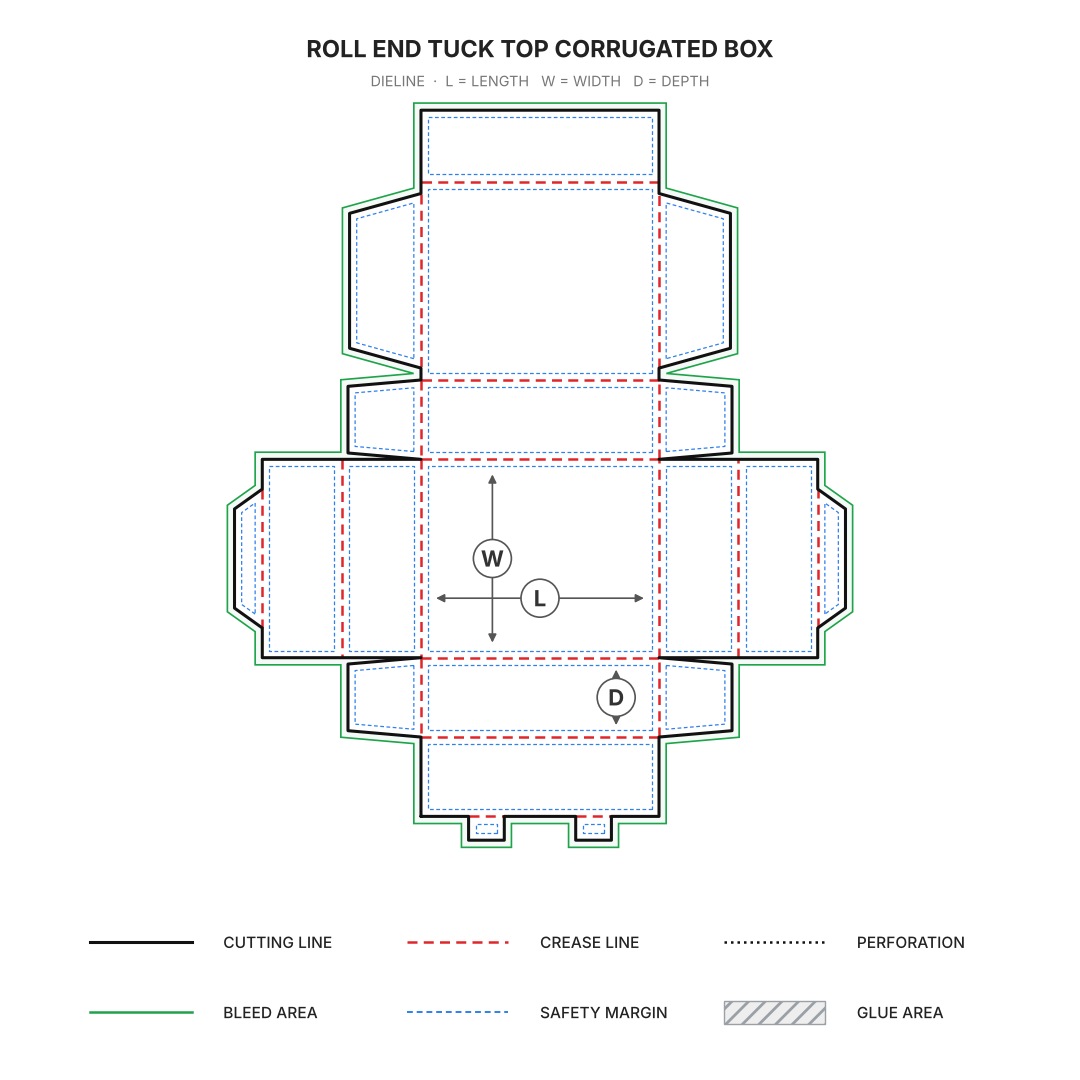 ROLL END TUCK TOP CORRUGATED BOX
DIELINE · L = LENGTH W = WIDTH D = DEPTH
W
L
D
CUTTING LINE
CREASE LINE
PERFORATION
BLEED AREA
SAFETY MARGIN
GLUE AREA